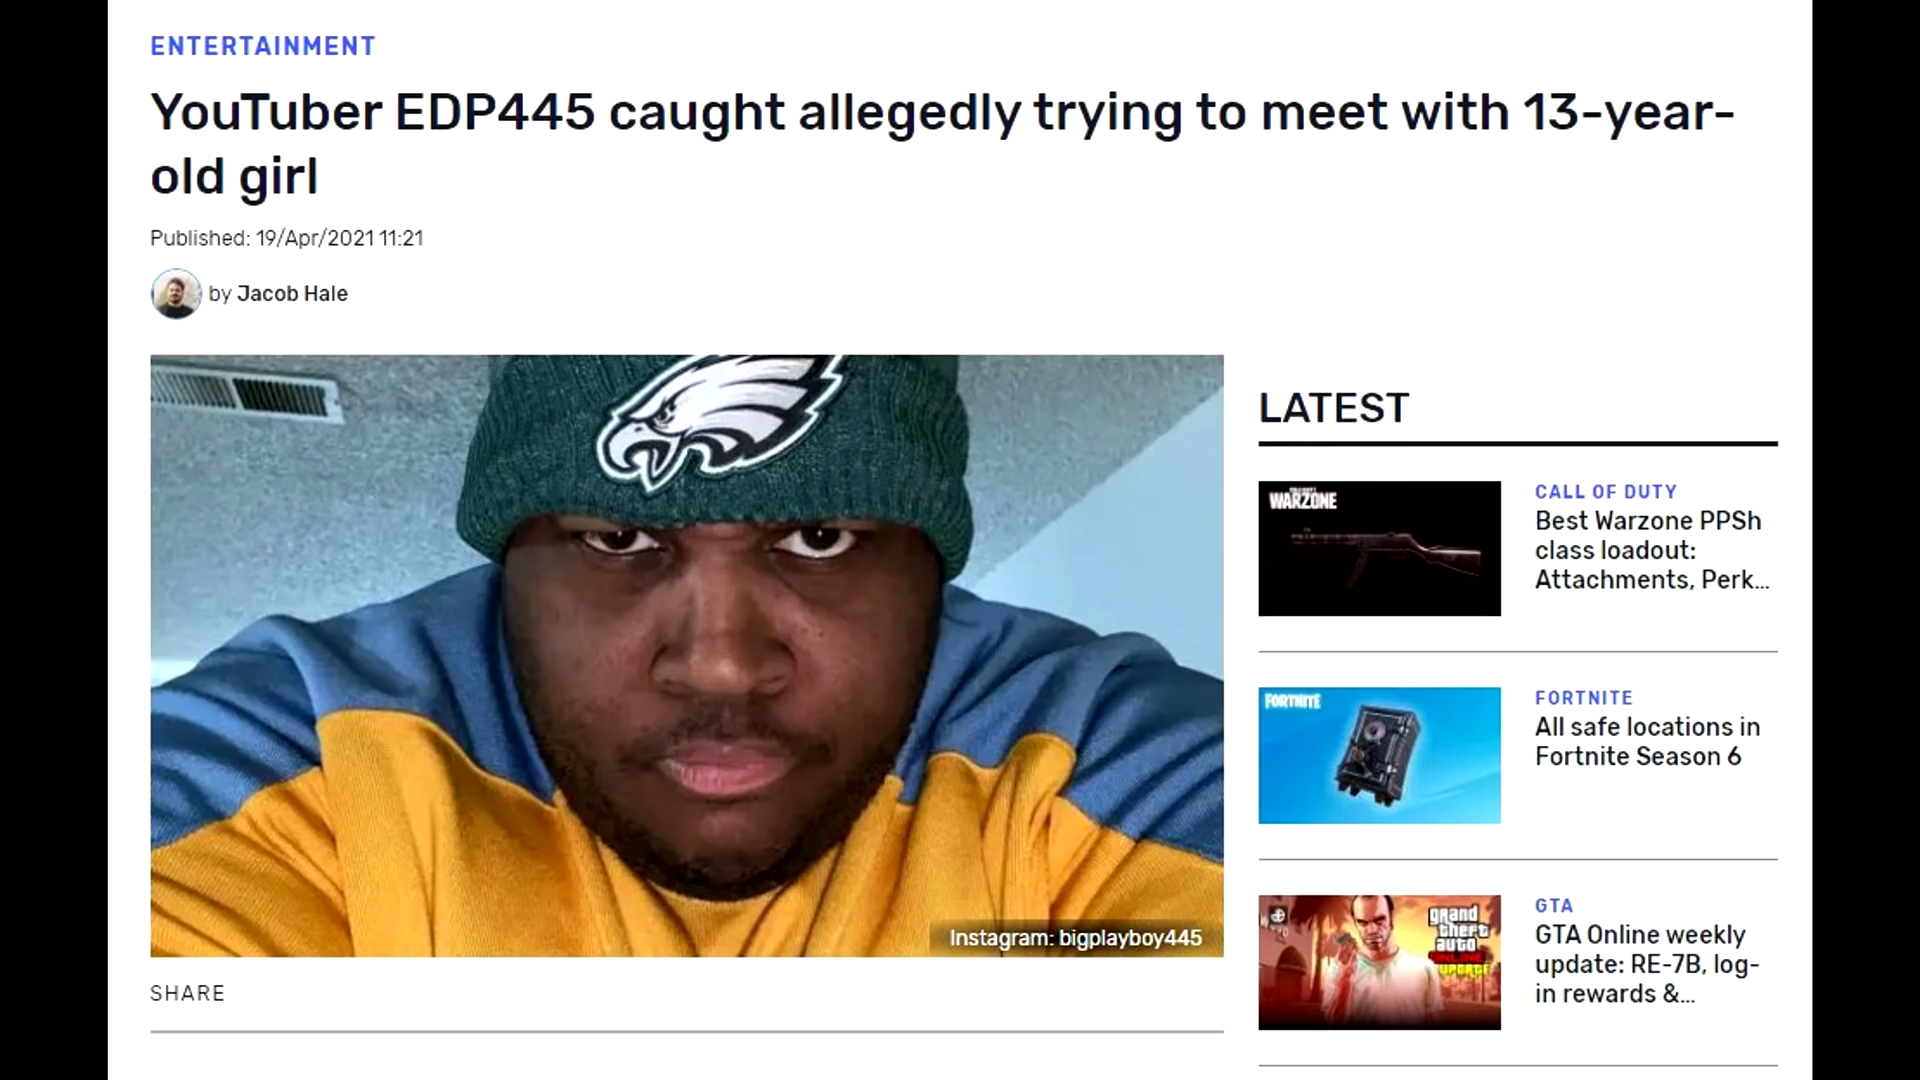 ENTERTAINMENT
YouTuber EDP445 caught allegedly trying to meet with 13-year-
old girl
Published: 19/Apr/2021 11:21
by Jacob Hale
Instagram: bigplayboy445
SHARE
LATEST
WARZONE
CALL OF DUTY
Best Warzone PPSh
class loadout:
Attachments, Perk...
FORTNITE
FORTNITE
All safe locations in
Fortnite Season 6
grand
theft
auto
ONLINE
UPDATE
GTA
GTA Online weekly
update: RE-7B, log-
in rewards &...